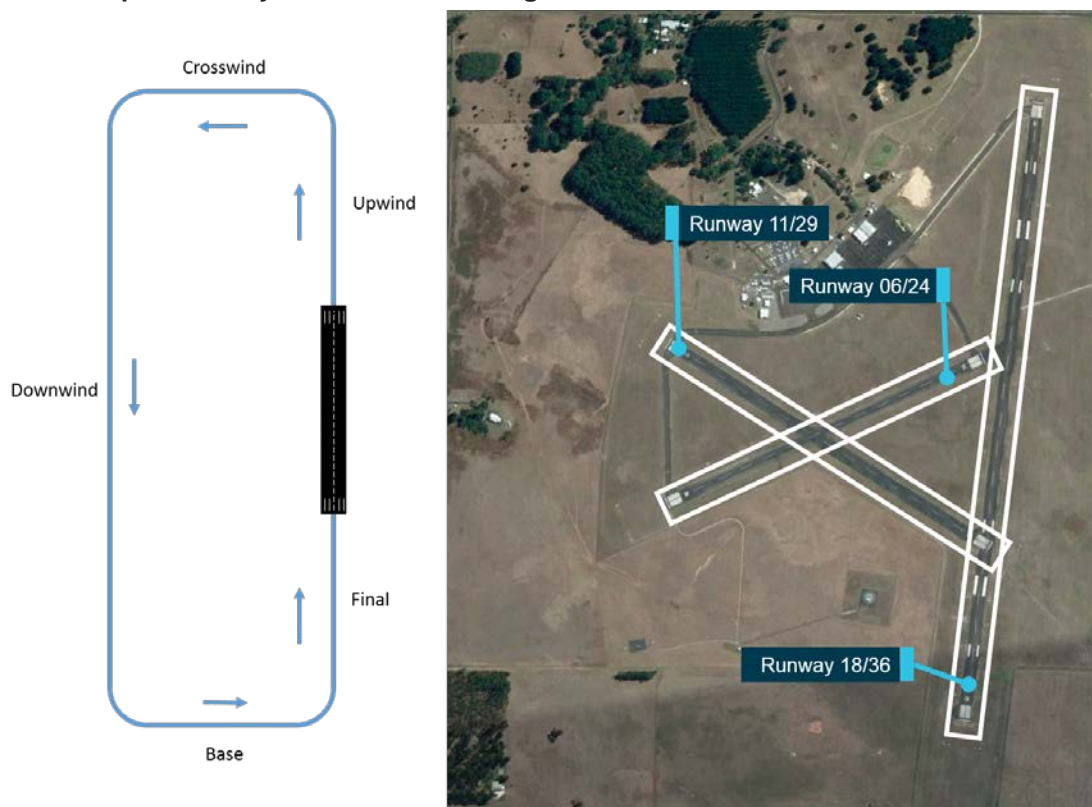 Crosswind
Upwind
Downwind
Final
Base
Runway 11/29
Runway 06/24
Runway 18/36